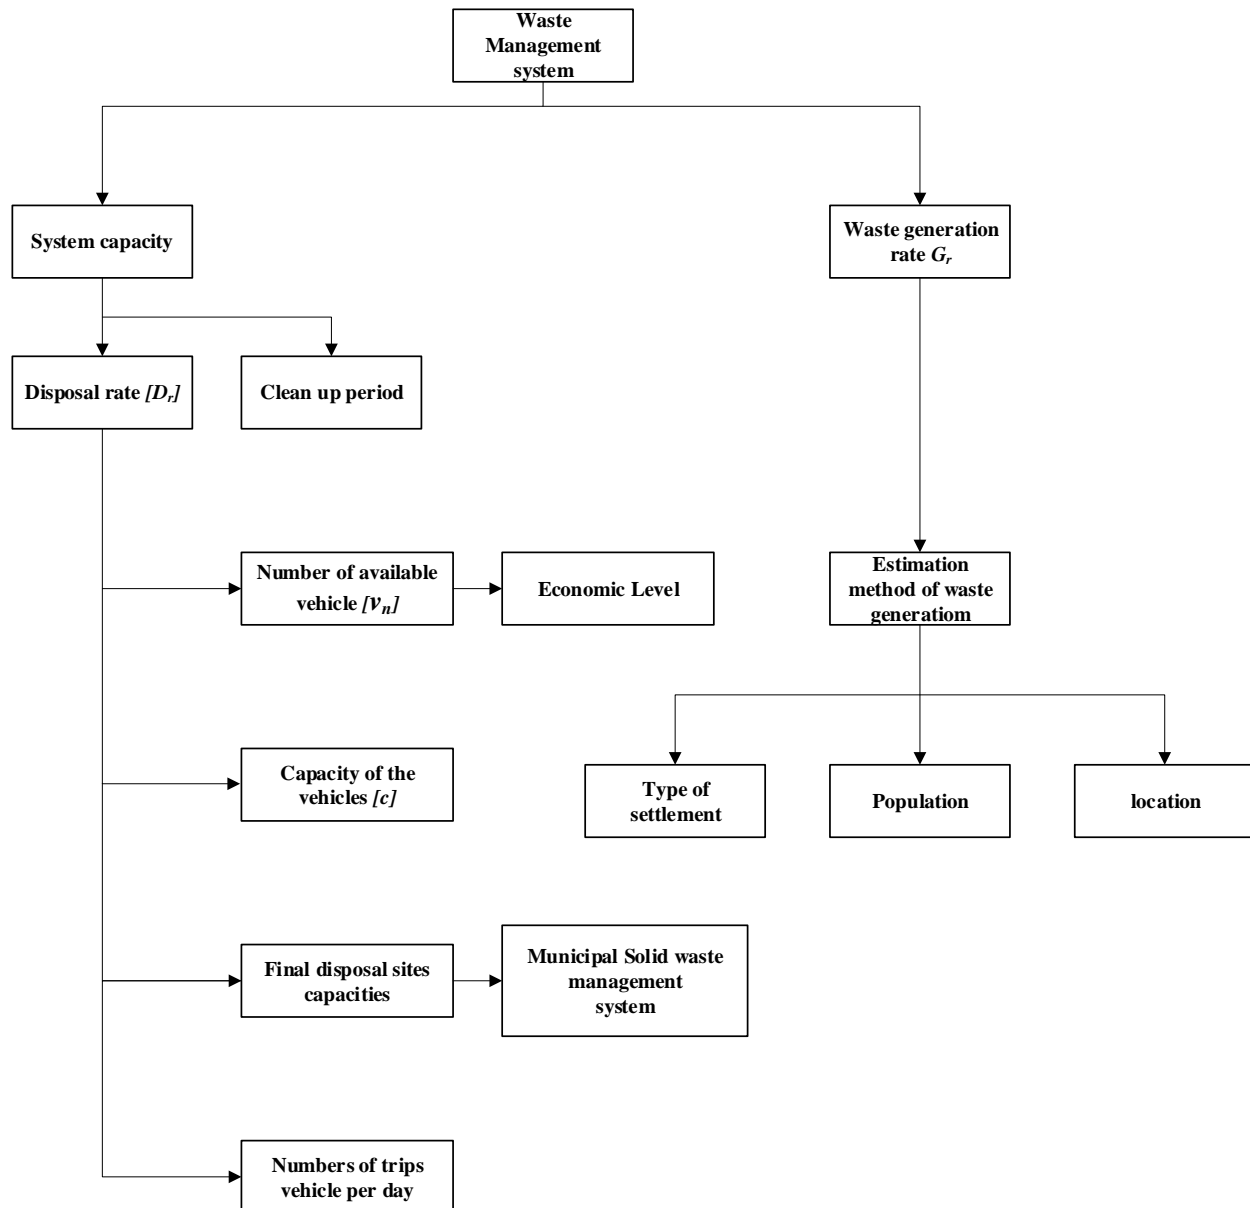 Waste
Management
system
System capacity
Waste generation
rate Gr
Disposal rate [Dr]
Clean up period
Number of available
vehicle [vn]
Economic Level
Estimation
method of waste
generatiom
Capacity of the
vehicles [c]
Type of
settlement
Population
location
Final disposal sites
capacities
Municipal Solid waste
management
system
Numbers of trips
vehicle per day